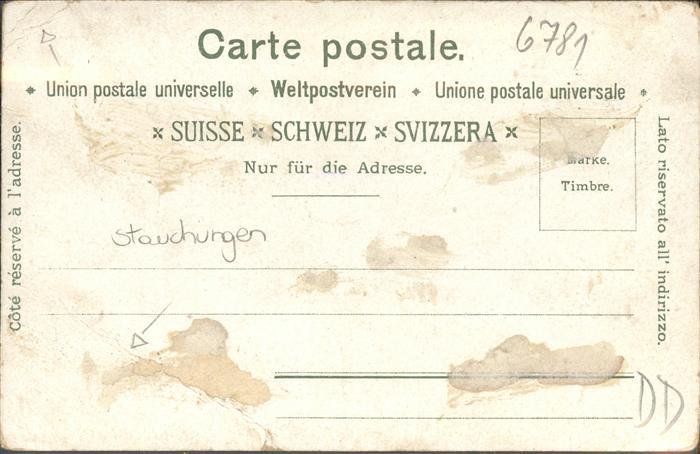 6781
Carte postale.
Union postale universelle Weltpostverein Unione postale universale
SUISSE SCHWEIZ SVIZZERA
Nur für die Adresse.
Marke.
Timbre.
Côté réservé à l'adresse.
Lato riservato all' indirizzo.
Stauchungen
DD